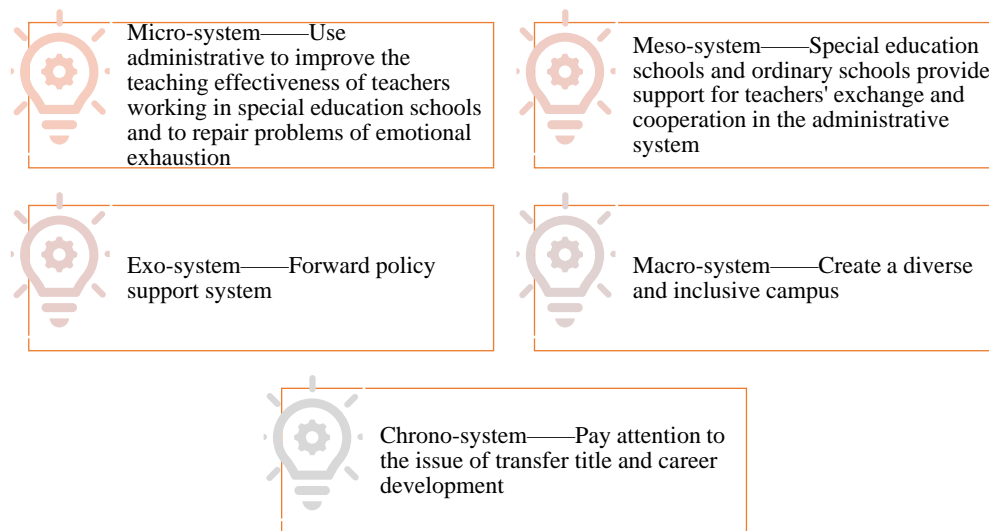 Micro-system——Use
administrative to improve the
teaching effectiveness of teachers
working in special education schools
and to repair problems of emotional
exhaustion
Meso-system——Special education
schools and ordinary schools provide
support for teachers' exchange and
cooperation in the administrative
system
Exo-system——Forward policy
support system
Macro-system——Create a diverse
and inclusive campus
Chrono-system——Pay attention to
the issue of transfer title and career
development